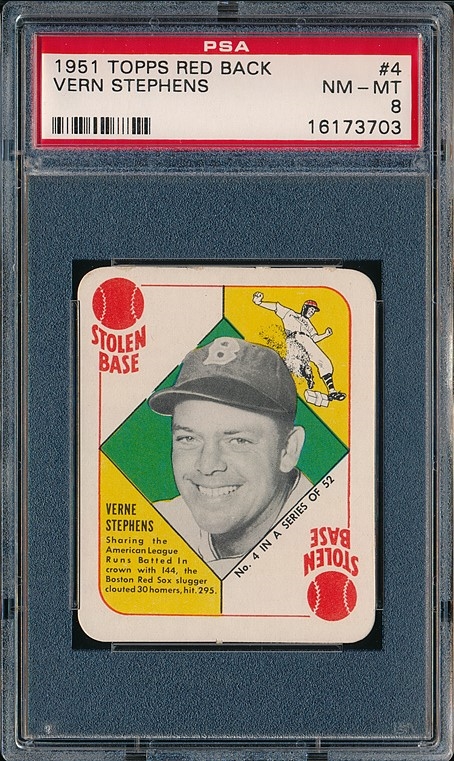 PSA
1951 TOPPS RED BACK #4
VERN STEPHENS NM - MT
8
16173703
STOLEN
BASE
B
VERNE
STEPHENS
Sharing the
American League
Runs Batted In
crown with 144, the
Boston Red Sox slugger
clouted 30 homers, hit .295.
No. 4 IN A SERIES OF 52
STOLEN
BASE